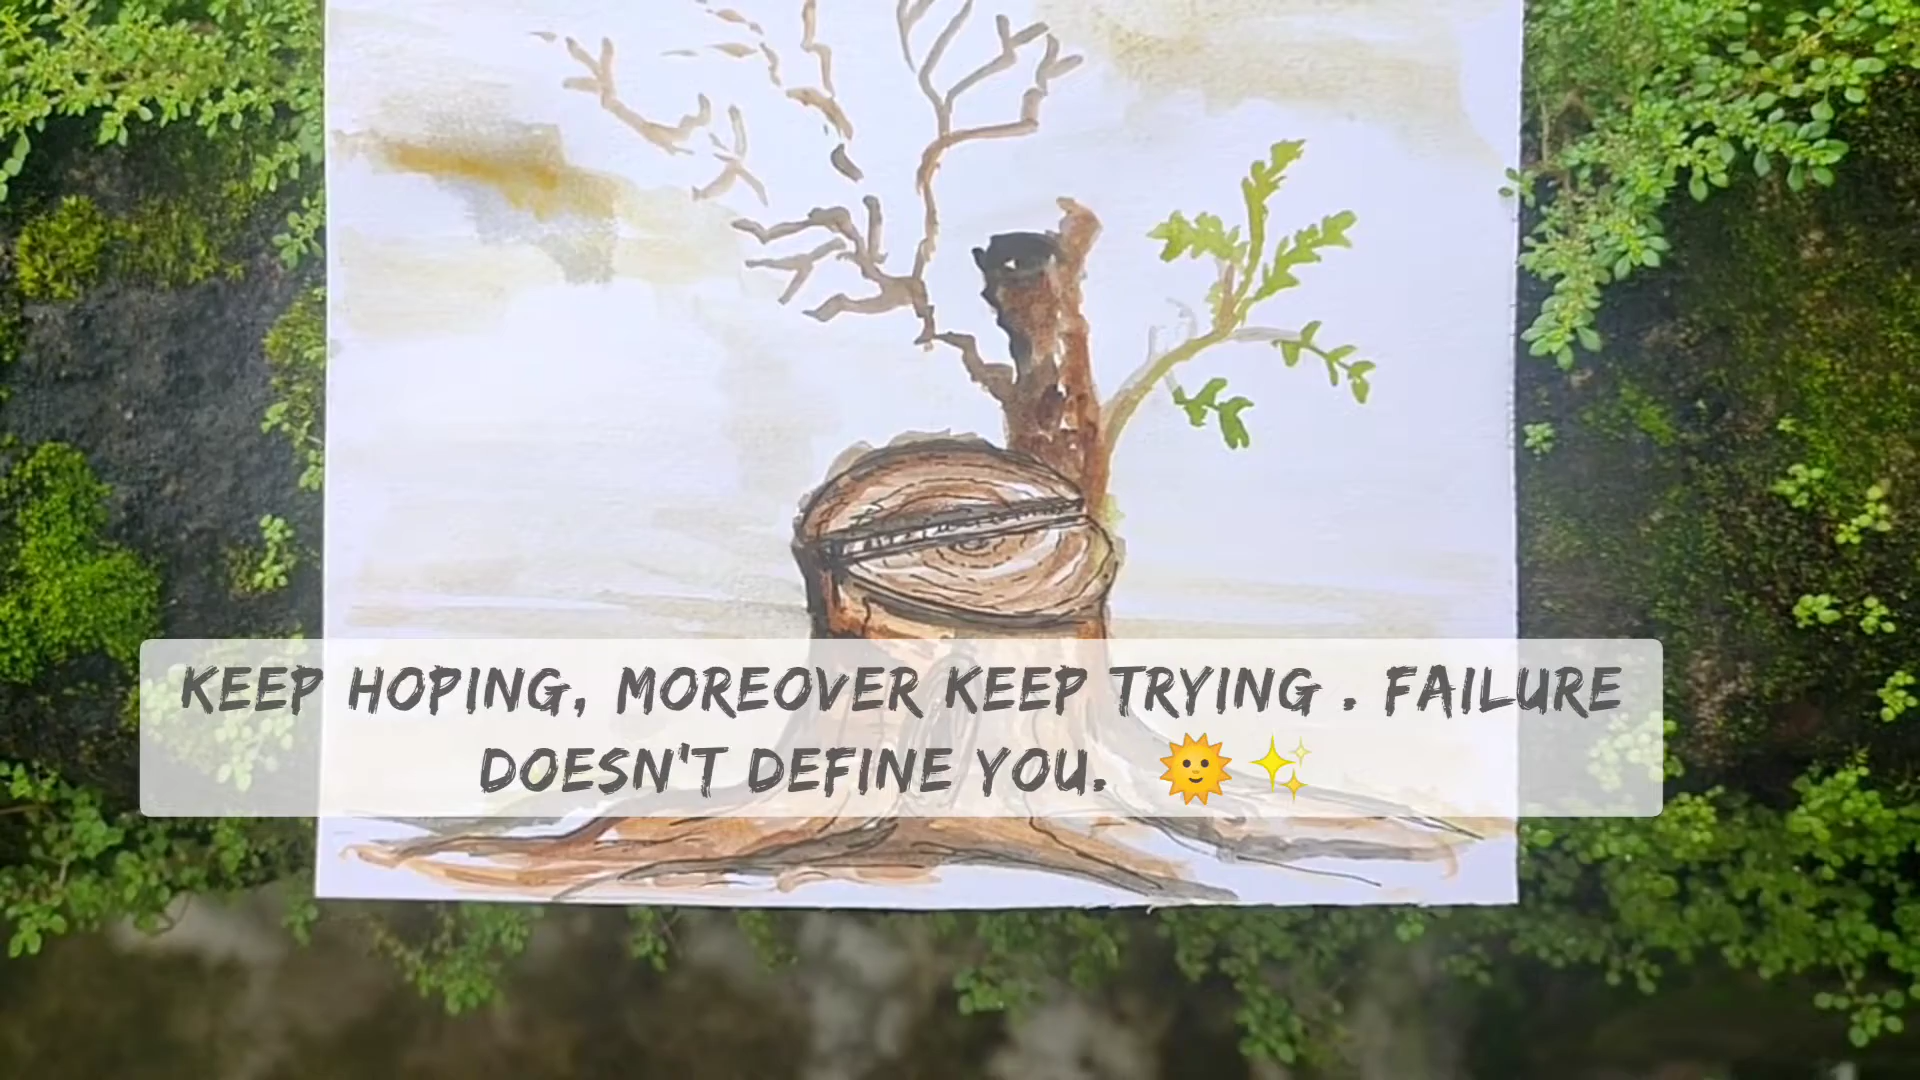 KEEP HOPING, MOREOVER KEEP TRYING . FAILURE
DOESN'T DEFINE YOU. 🌞✨